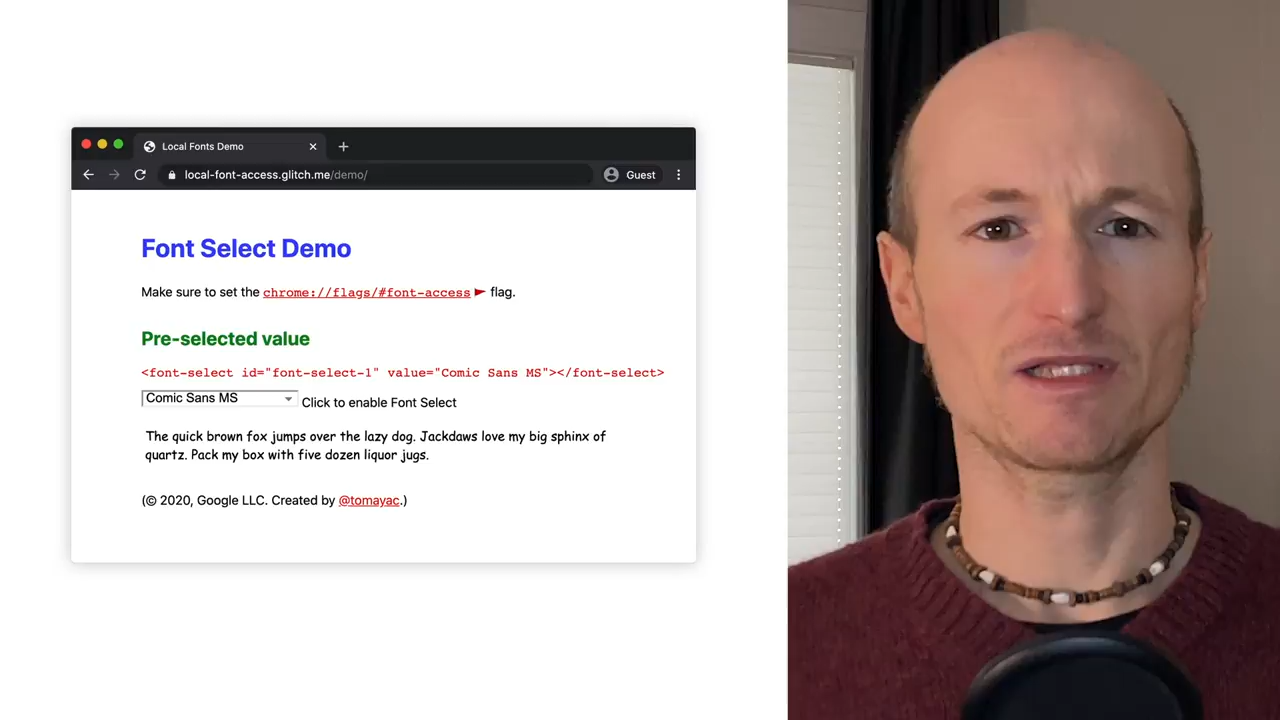 Local Fonts Demo
local-font-access.glitch.me/demo/
Guest
Font Select Demo
Make sure to set the chrome://flags/#font-access flag.
Pre-selected value
<font-select id="font-select-1" value="Comic Sans MS"></font-select>
Comic Sans MS Click to enable Font Select
The quick brown fox jumps over the lazy dog. Jackdaws love my big sphinx of
quartz. Pack my box with five dozen liquor jugs.
(© 2020, Google LLC. Created by @tomayac.)